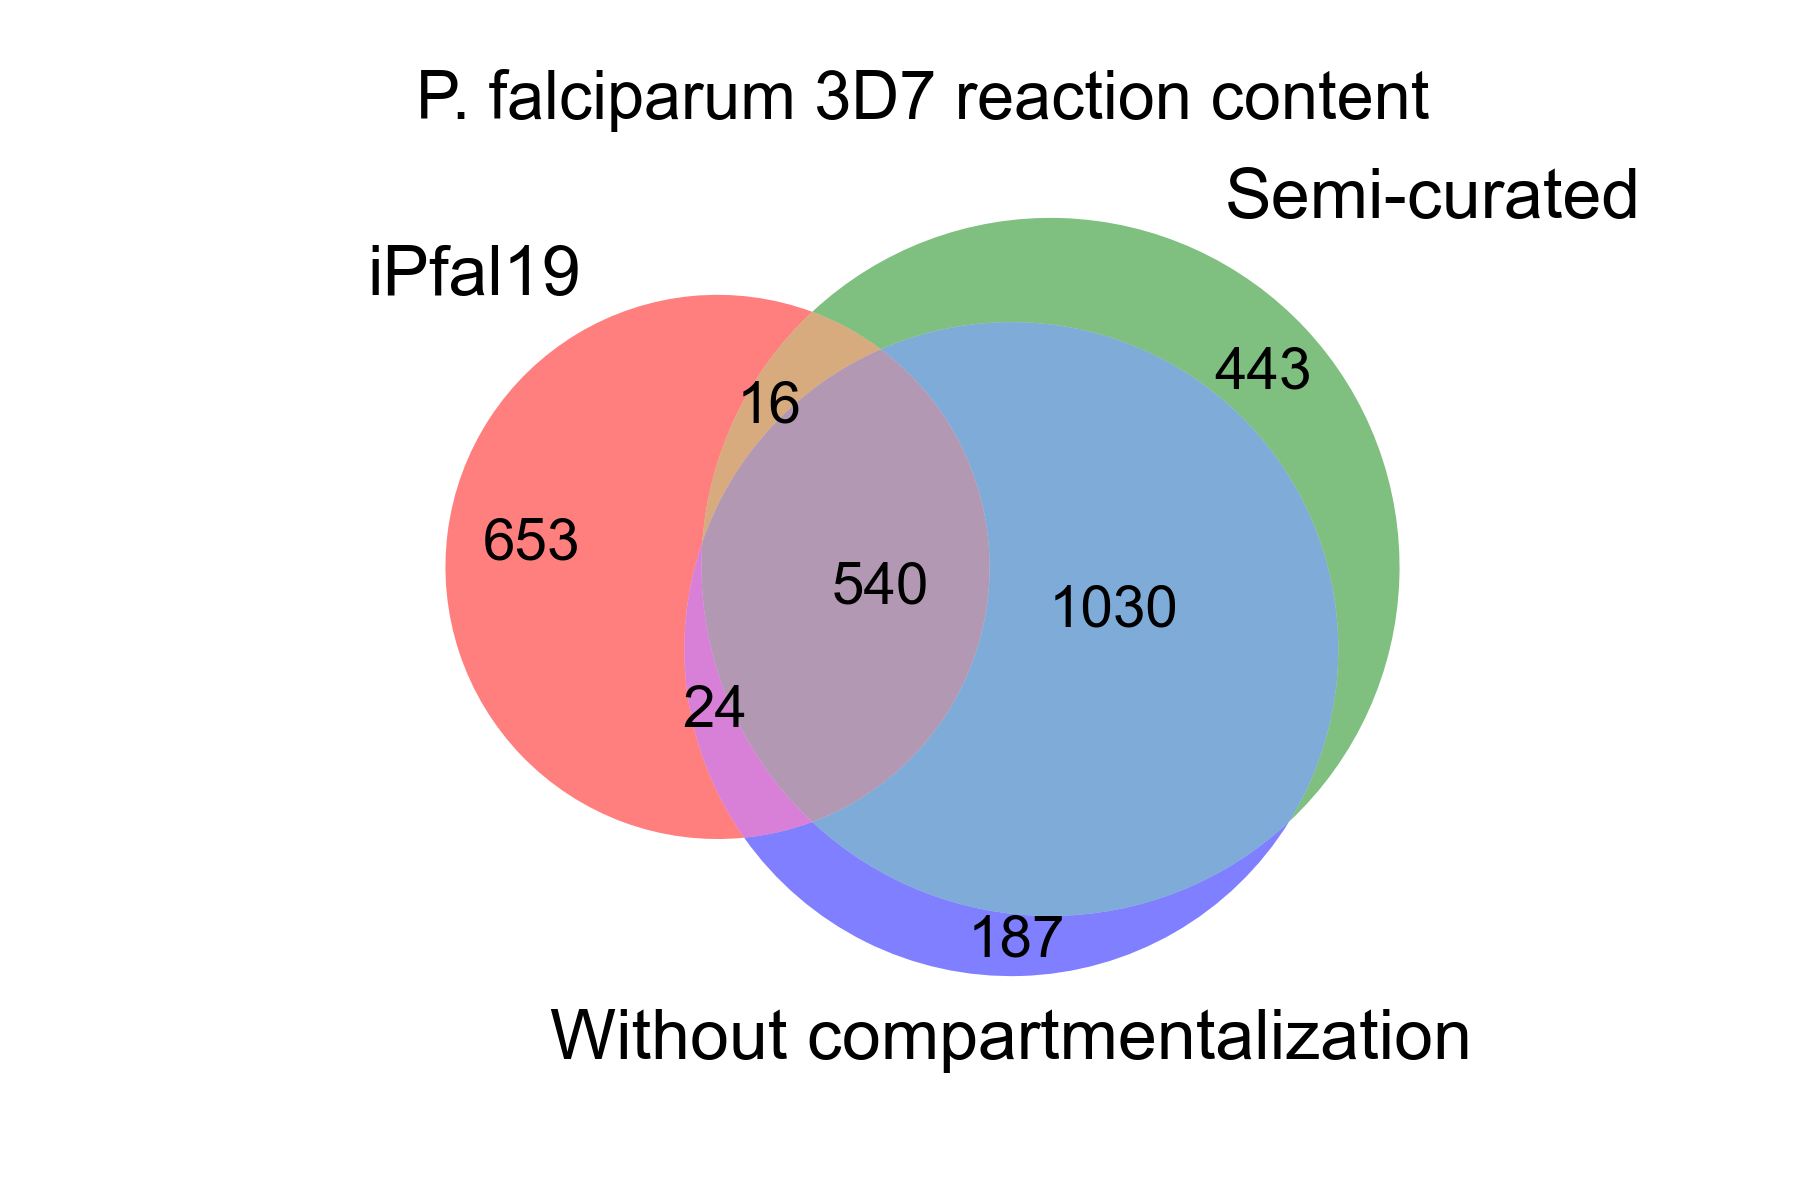 P. falciparum 3D7 reaction content
Semi-curated
iPfal19
443
16
653
540
1030
24
187
Without compartmentalization